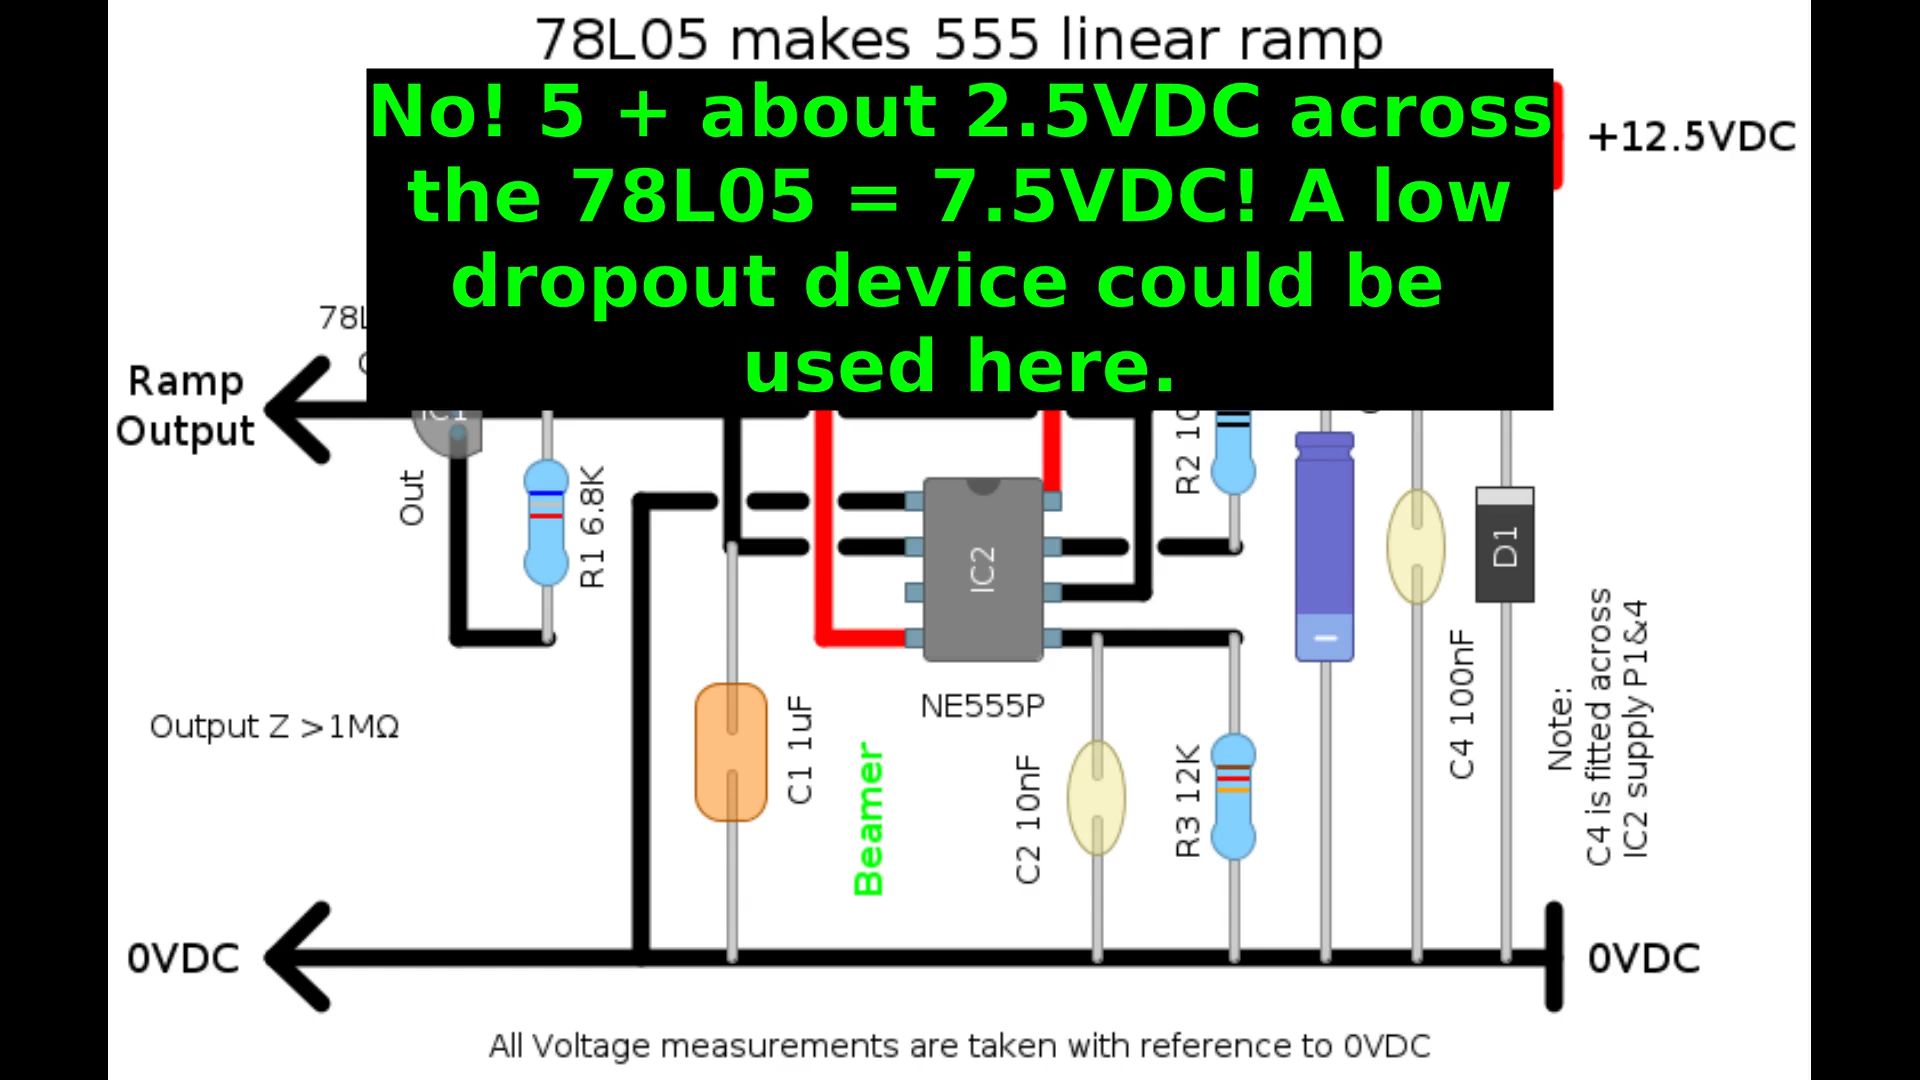 78L05 makes 555 linear ramp
No! 5 + about 2.5VDC across
the 78L05 = 7.5VDC! A low
dropout device could be
used here.
+12.5VDC
78L
Ramp
Output
IC1
Out
R1 6.8K
R2 10
IC2
NE555P
D1
Output Z >1MΩ
C1 1uF
Beamer
C2 10nF
R3 12K
C4 100nF
Note:
C4 is fitted across
IC2 supply P1&4
0VDC
0VDC
All Voltage measurements are taken with reference to 0VDC